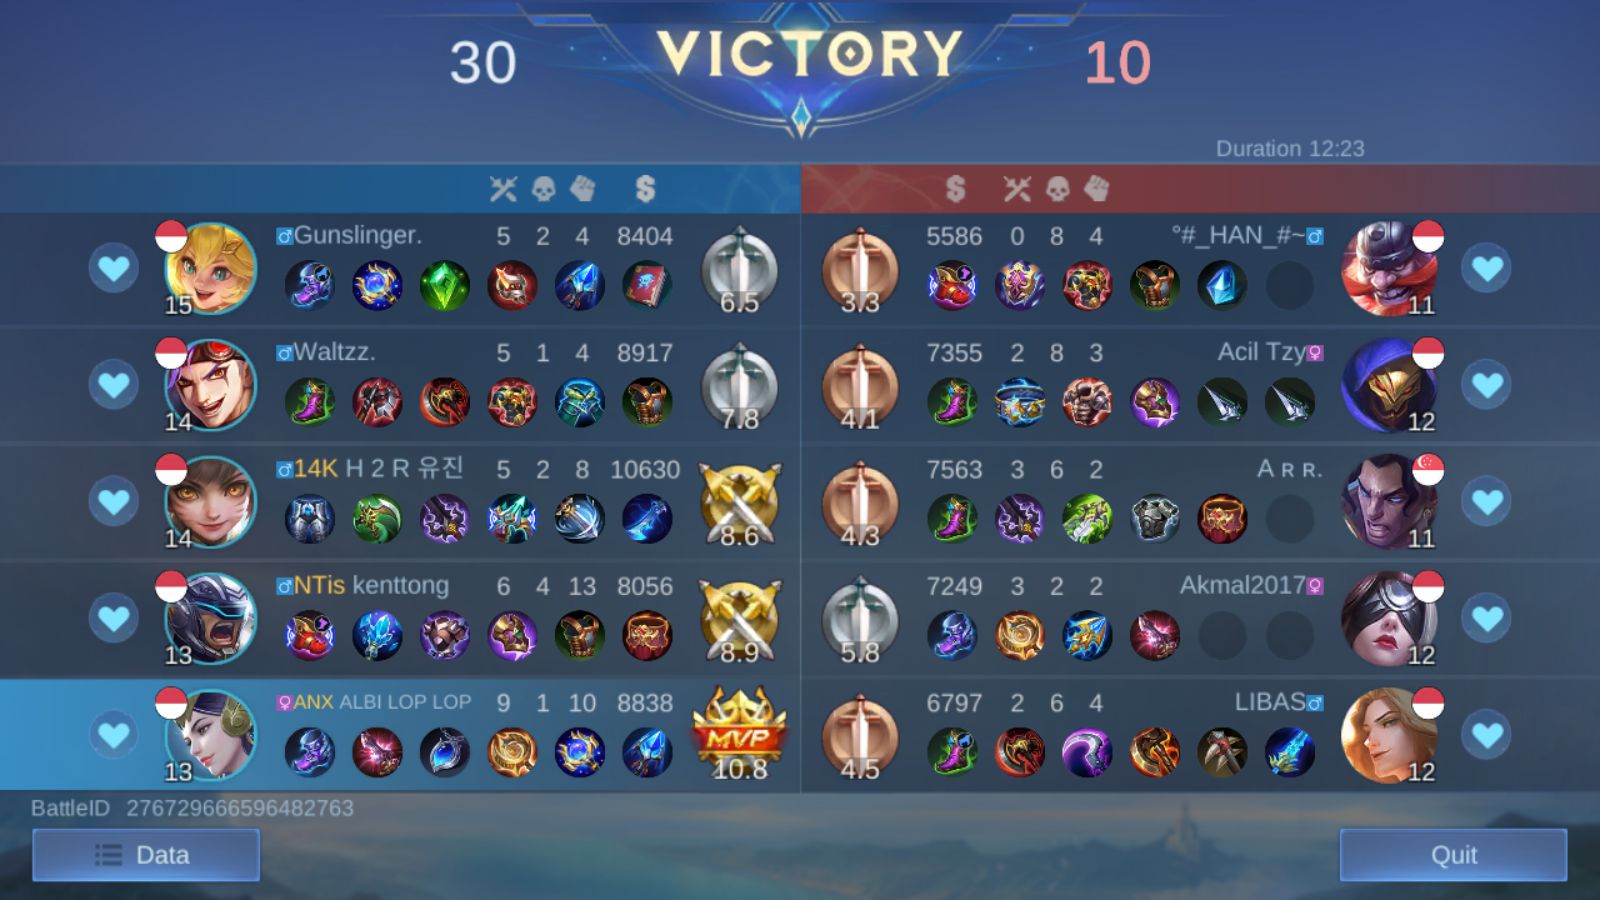 30 VICTORY 10
Duration 12:23
Gunslinger. 5 2 4 8404
15 6.5
5586 0 8 4 °#_HAN_#~
3.3 11
Waltzz. 5 1 4 8917
14 7.8
7355 2 8 3 Acil Tzy
4.1 12
14K H 2 R 유진 5 2 8 10630
14 8.6
7563 3 6 2 A R R.
4.3 11
NTis kenttong 6 4 13 8056
13 8.9
7249 3 2 2 Akmal2017
5.8 12
ANX ALBI LOP LOP 9 1 10 8838
13 MVP 10.8
6797 2 6 4 LIBAS
4.5 12
BattleID 276729666596482763
Data Quit